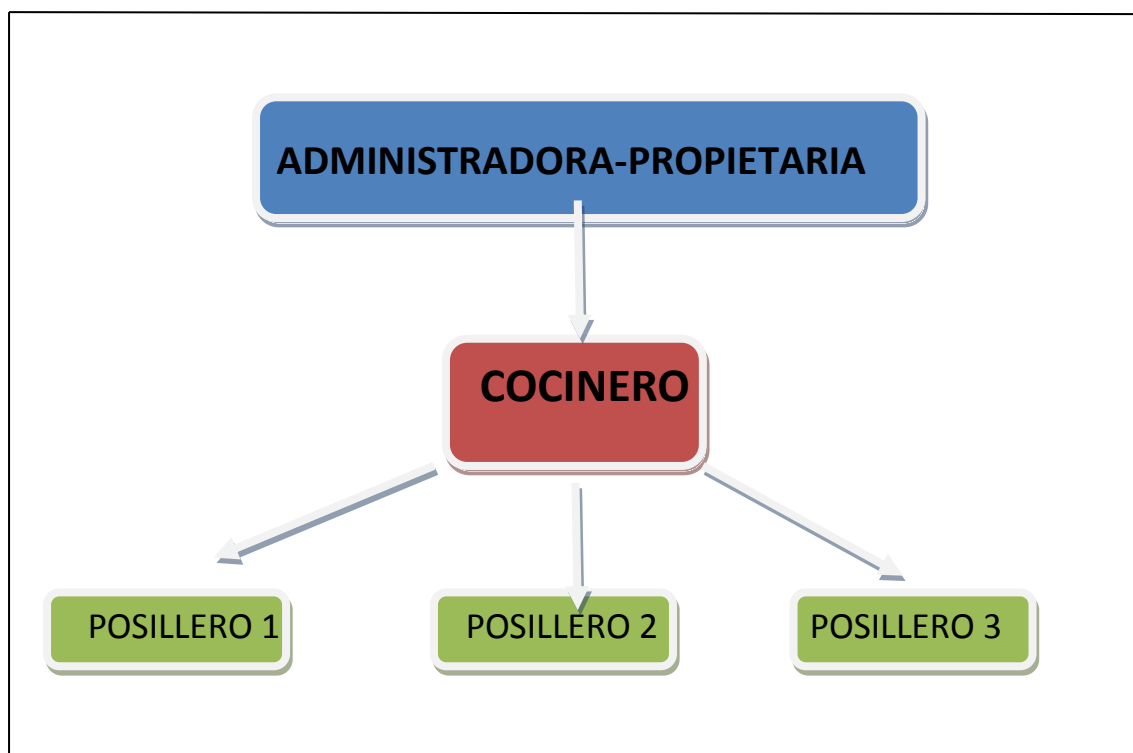 ADMINISTRADORA-PROPIETARIA
COCINERO
POSILLERO 1
POSILLERO 2
POSILLERO 3